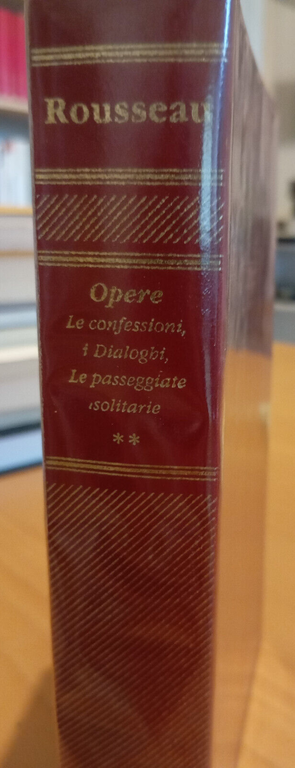 Rousseau
Opere
Le confessioni,
i Dialoghi,
Le passeggiate
solitarie
**